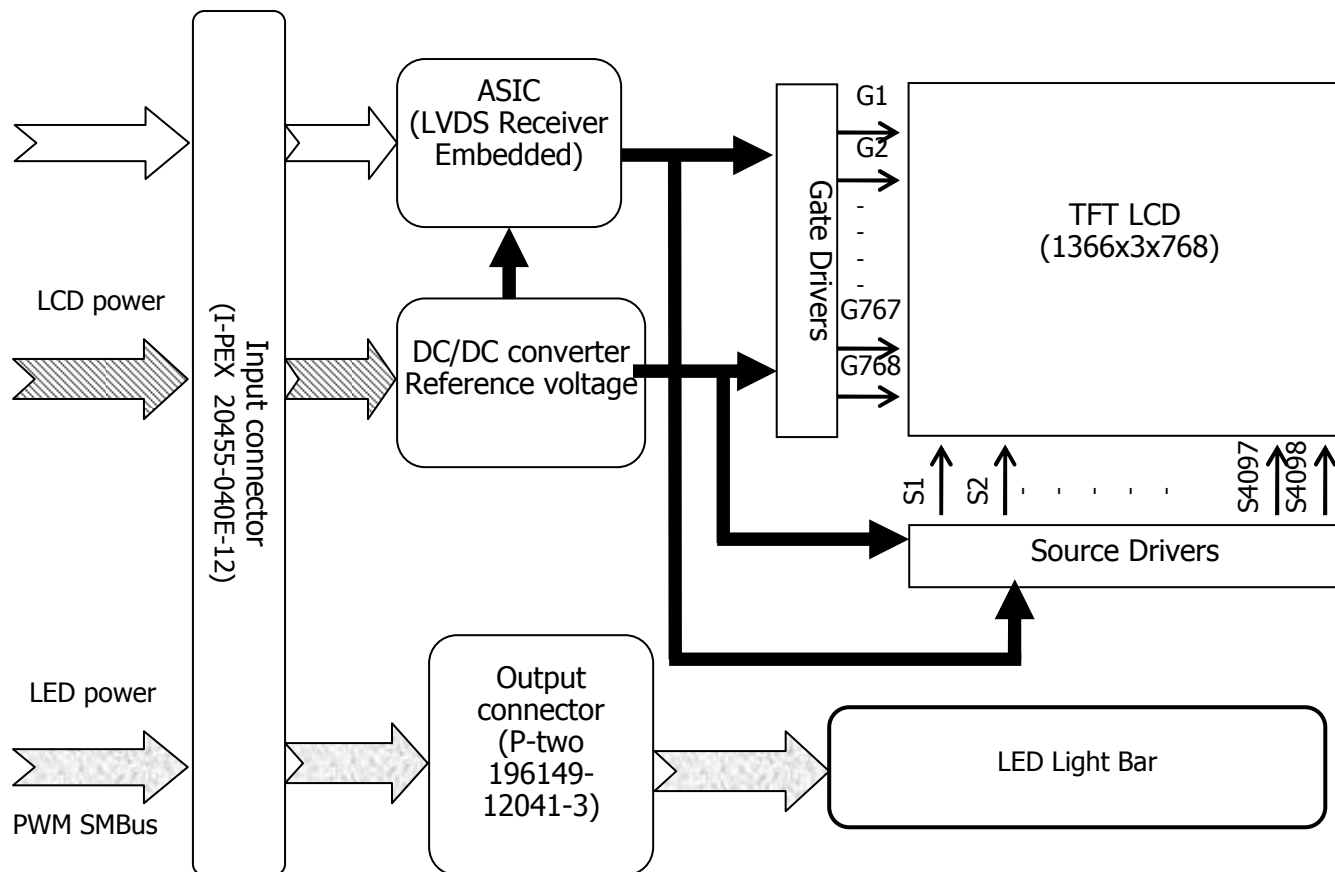 ASIC
(LVDS Receiver
Embedded)
G1
G2
-
-
-
-
G767
G768
Gate Drivers
TFT LCD
(1366x3x768)
LCD power
Input connector
(I-PEX 20455-040E-12)
DC/DC converter
Reference voltage
S1
S2
- - - - -
S4097
S4098
Source Drivers
LED power
PWM SMBus
Output
connector
(P-two
196149-
12041-3)
LED Light Bar